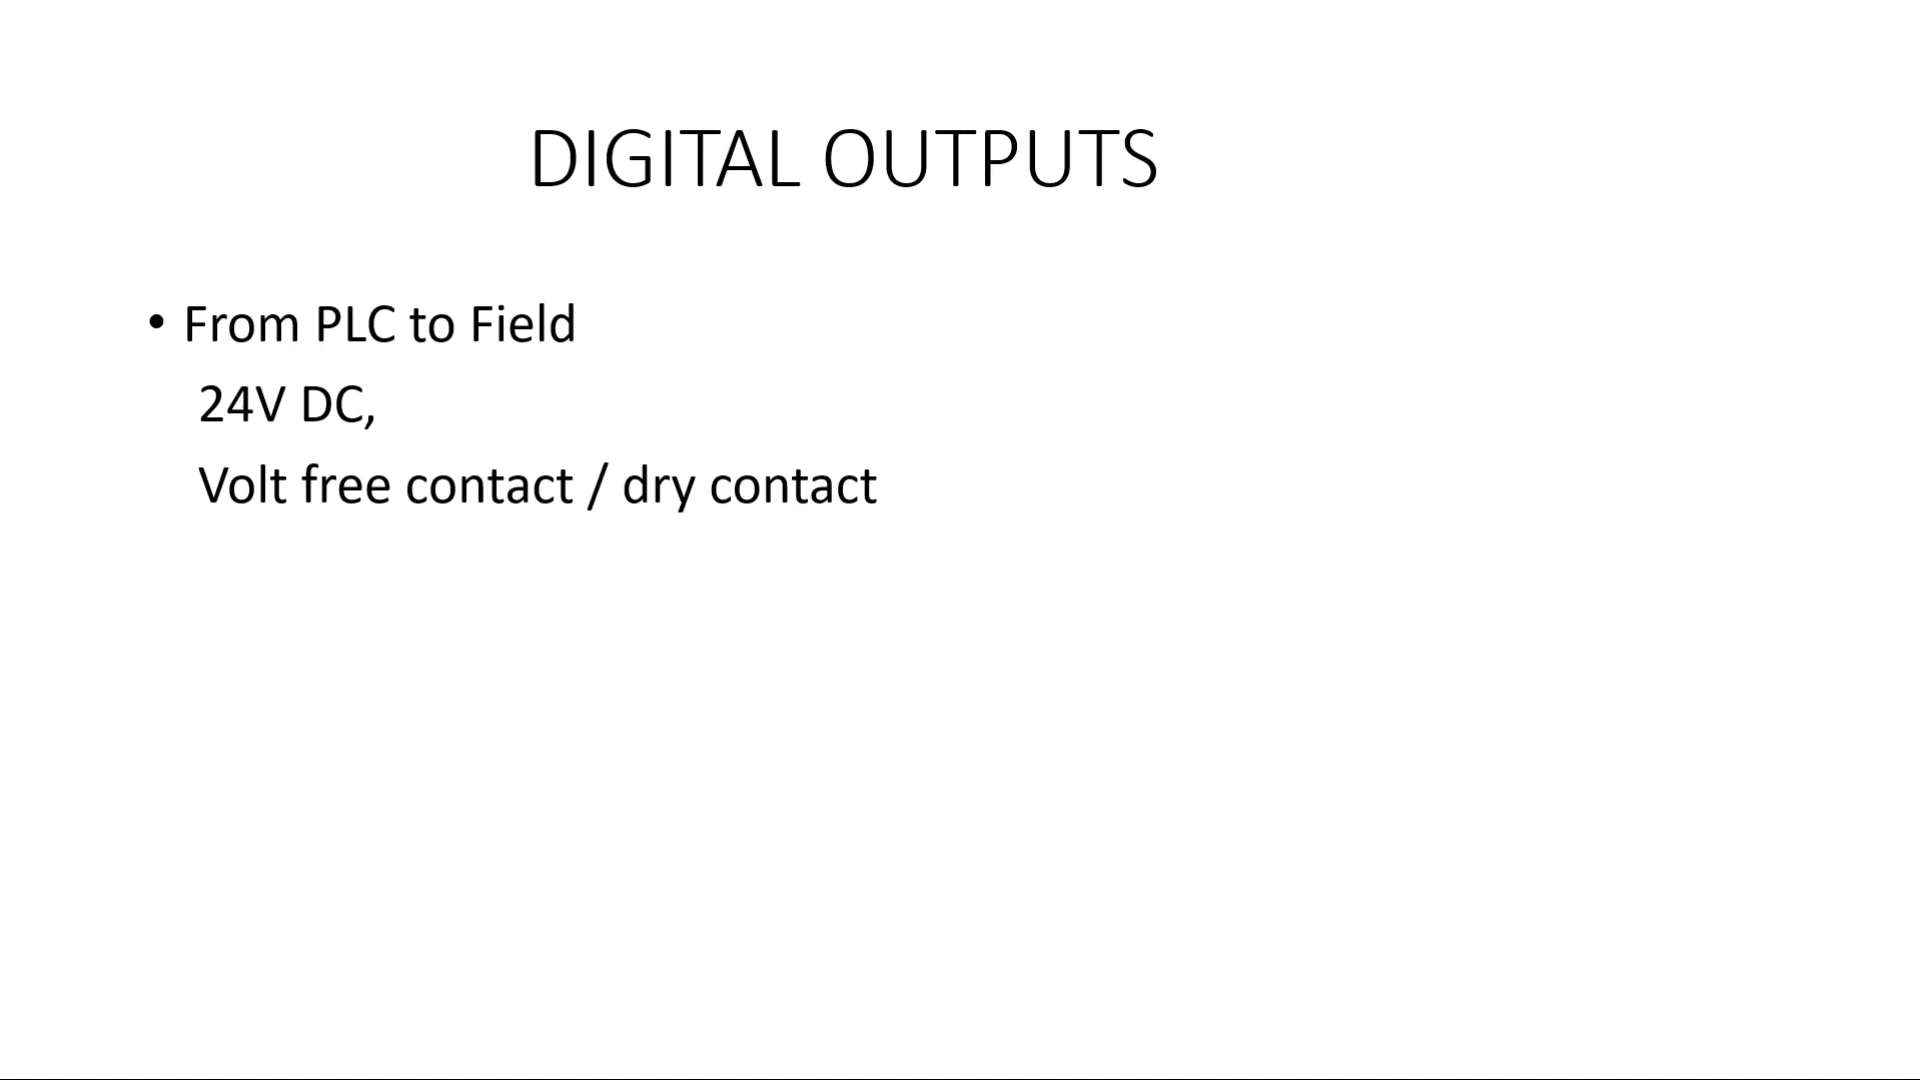 DIGITAL OUTPUTS
• From PLC to Field
24V DC,
Volt free contact / dry contact